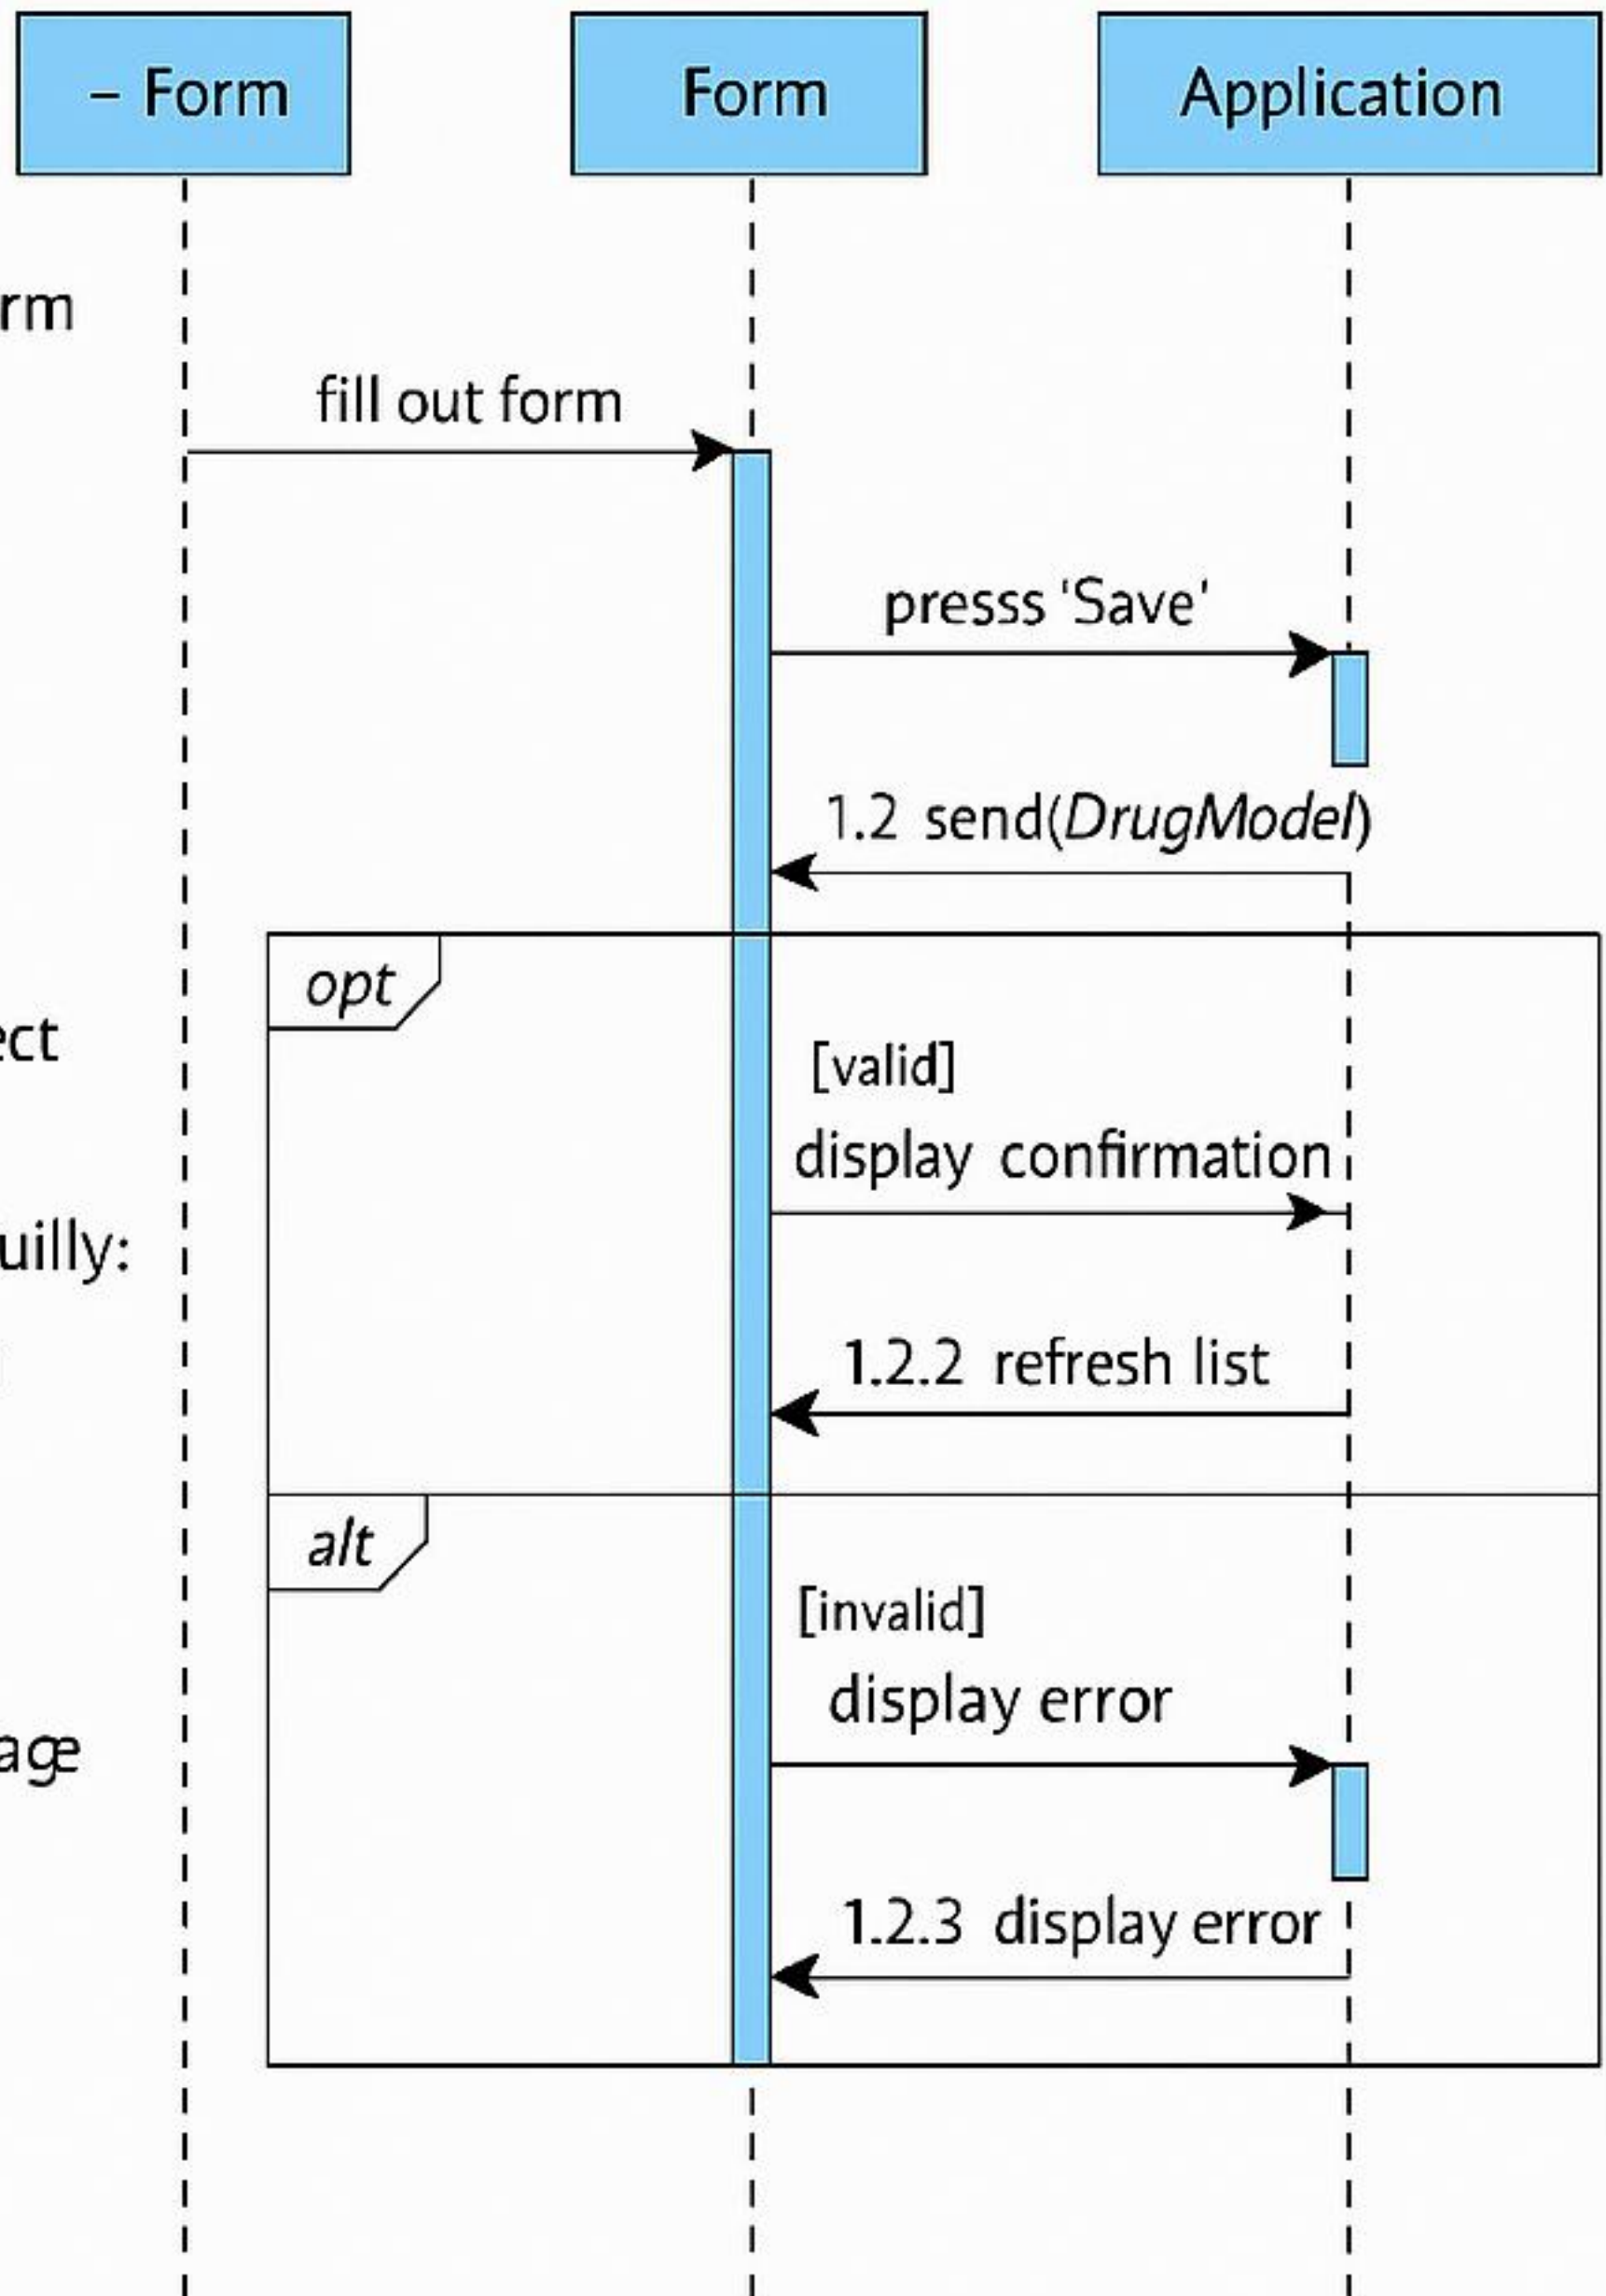 – Form
Form
Application
rm
fill out form
presss 'Save'
1.2 send(DrugModel)
opt
ect
[valid]
display confirmation
uilly:
1.2.2 refresh list
alt
[invalid]
display error
age
1.2.3 display error